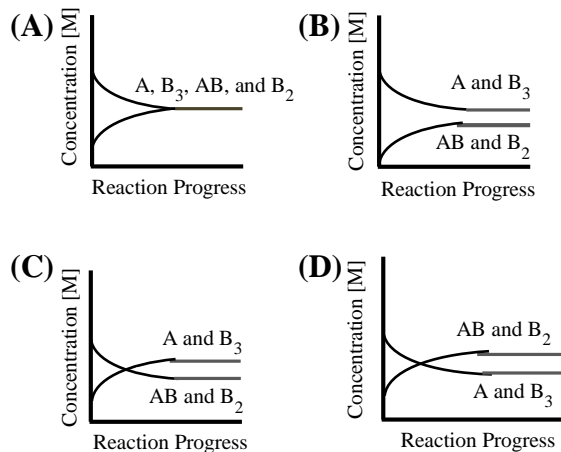 (A)
Concentration [M]
A, B3, AB, and B2
Reaction Progress
(B)
Concentration [M]
A and B3
AB and B2
Reaction Progress
(C)
Concentration [M]
A and B3
AB and B2
Reaction Progress
(D)
Concentration [M]
AB and B2
A and B3
Reaction Progress